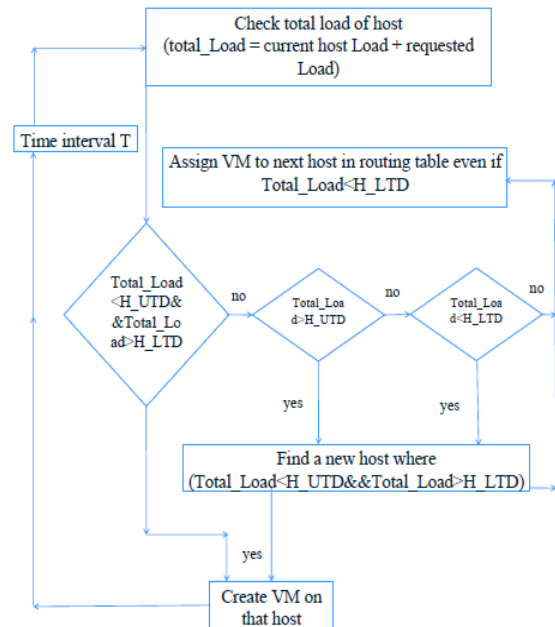 Check total load of host
(total_Load = current host Load + requested
Load)
Time interval T
Assign VM to next host in routing table even if
Total_Load<H_LTD
Total_Load
<H_UTD&
&Total_Lo
ad>H_LTD
no
Total_Loa
d>H_UTD
no
Total_Loa
d<H_LTD
no
yes
yes
Find a new host where
(Total_Load<H_UTD&&Total_Load>H_LTD)
yes
Create VM on
that host